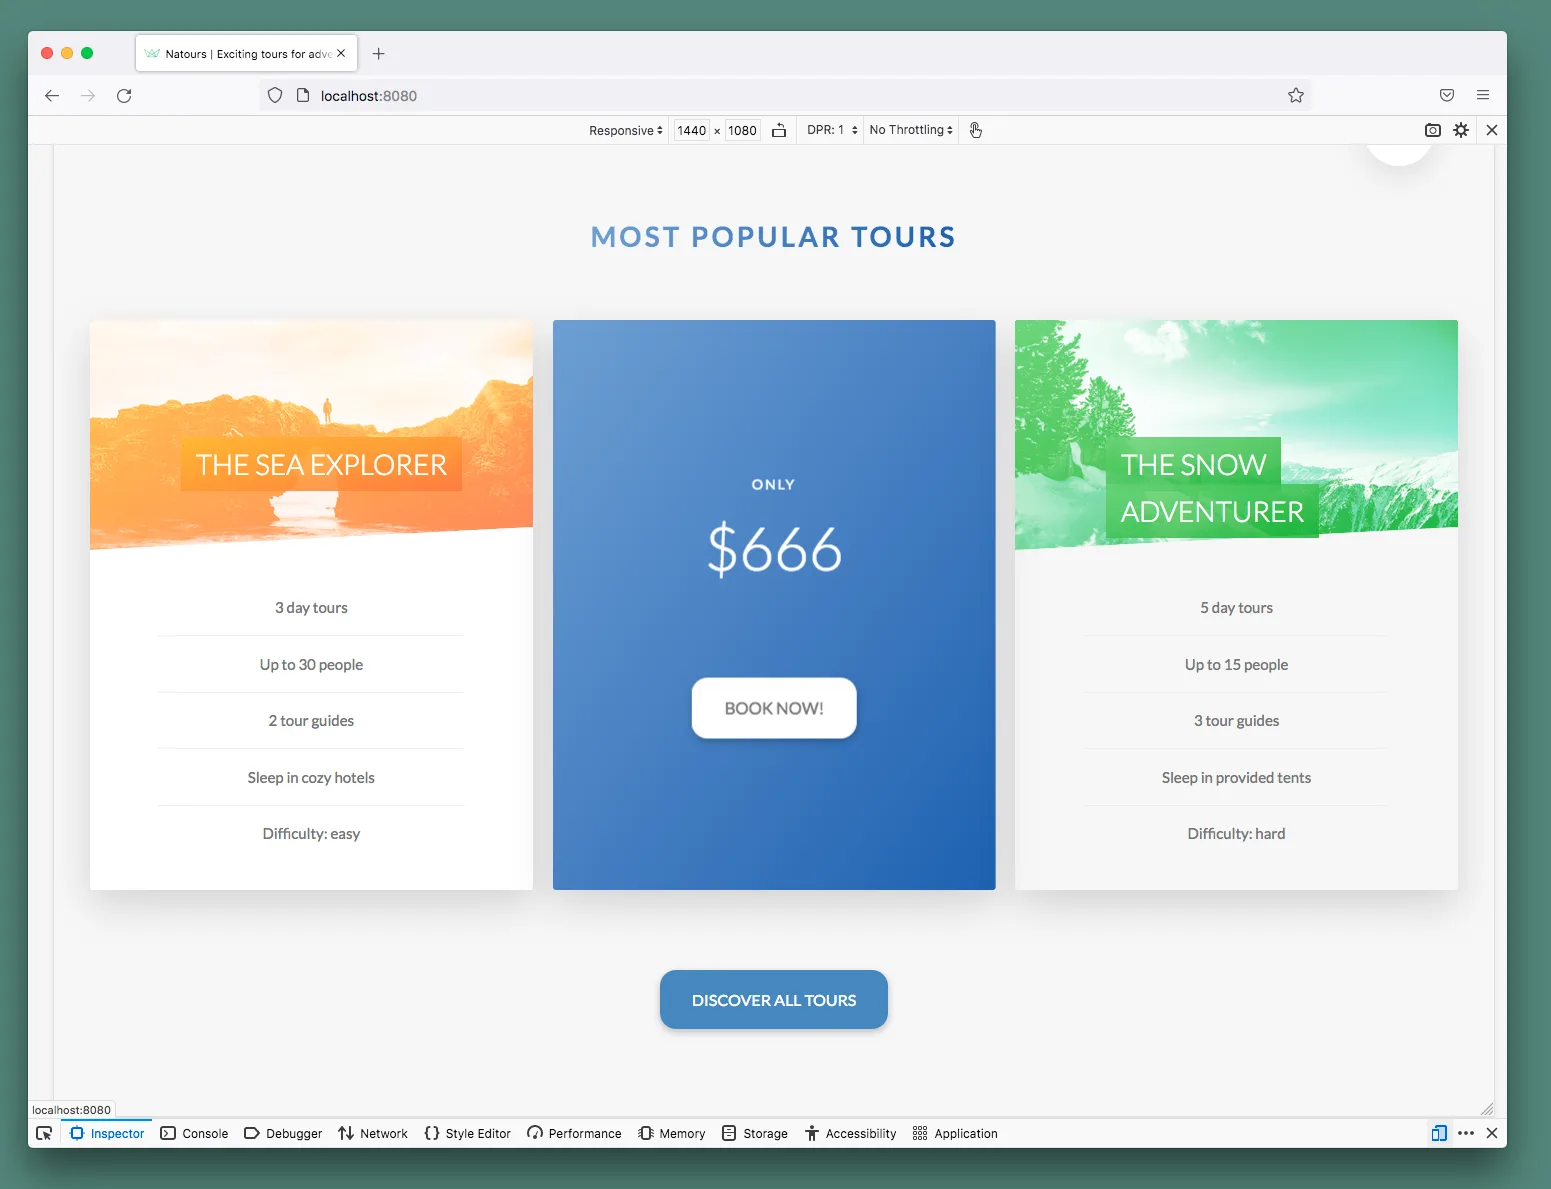 Natours | Exciting tours for adve
localhost:8080
Responsive 1440 × 1080 DPR: 1 No Throttling
MOST POPULAR TOURS
THE SEA EXPLORER
3 day tours
Up to 30 people
2 tour guides
Sleep in cozy hotels
Difficulty: easy
ONLY
$666
BOOK NOW!
THE SNOW
ADVENTURER
5 day tours
Up to 15 people
3 tour guides
Sleep in provided tents
Difficulty: hard
DISCOVER ALL TOURS
localhost:8080
Inspector Console Debugger Network Style Editor Performance Memory Storage Accessibility Application